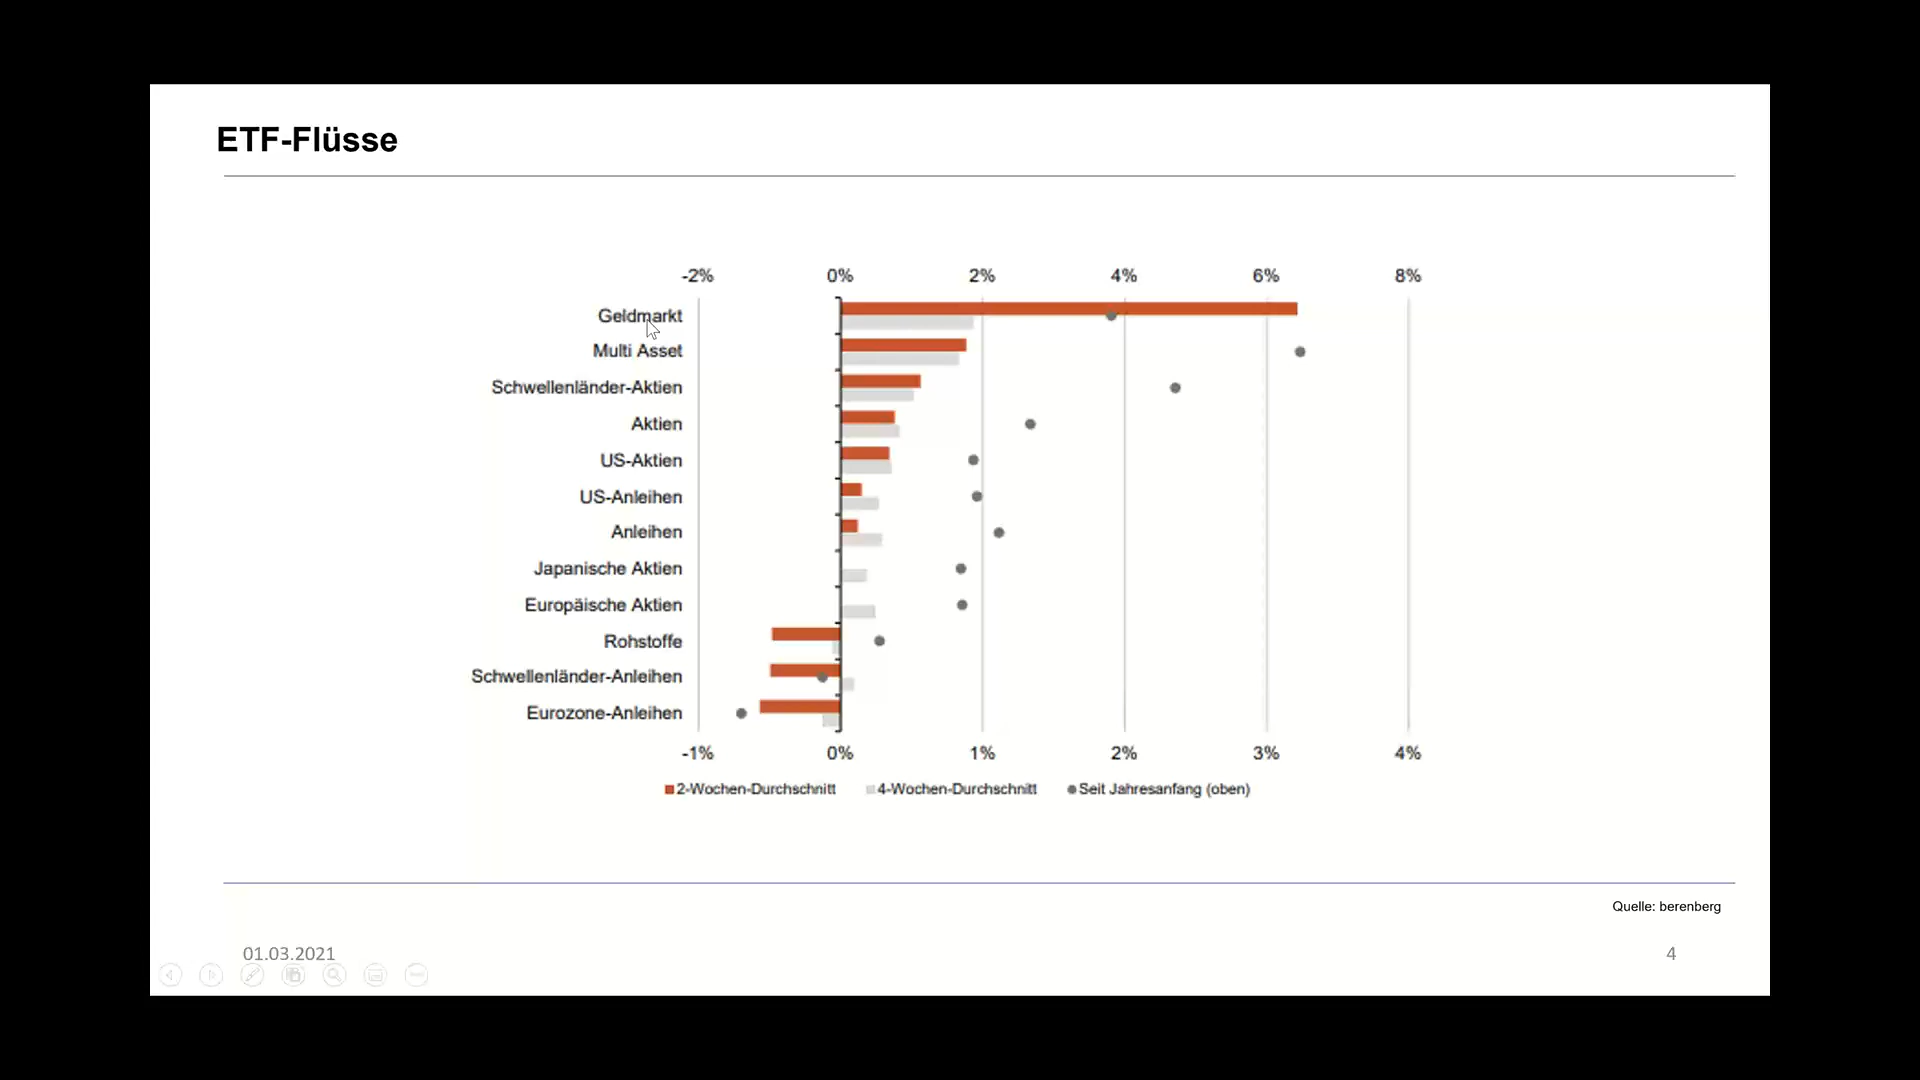 ETF-Flüsse
-2% 0% 2% 4% 6% 8%
Geldmarkt
Multi Asset
Schwellenländer-Aktien
Aktien
US-Aktien
US-Anleihen
Anleihen
Japanische Aktien
Europäische Aktien
Rohstoffe
Schwellenländer-Anleihen
Eurozone-Anleihen
-1% 0% 1% 2% 3% 4%
2-Wochen-Durchschnitt 4-Wochen-Durchschnitt Seit Jahresanfang (oben)
Quelle: berenberg
01.03.2021 4